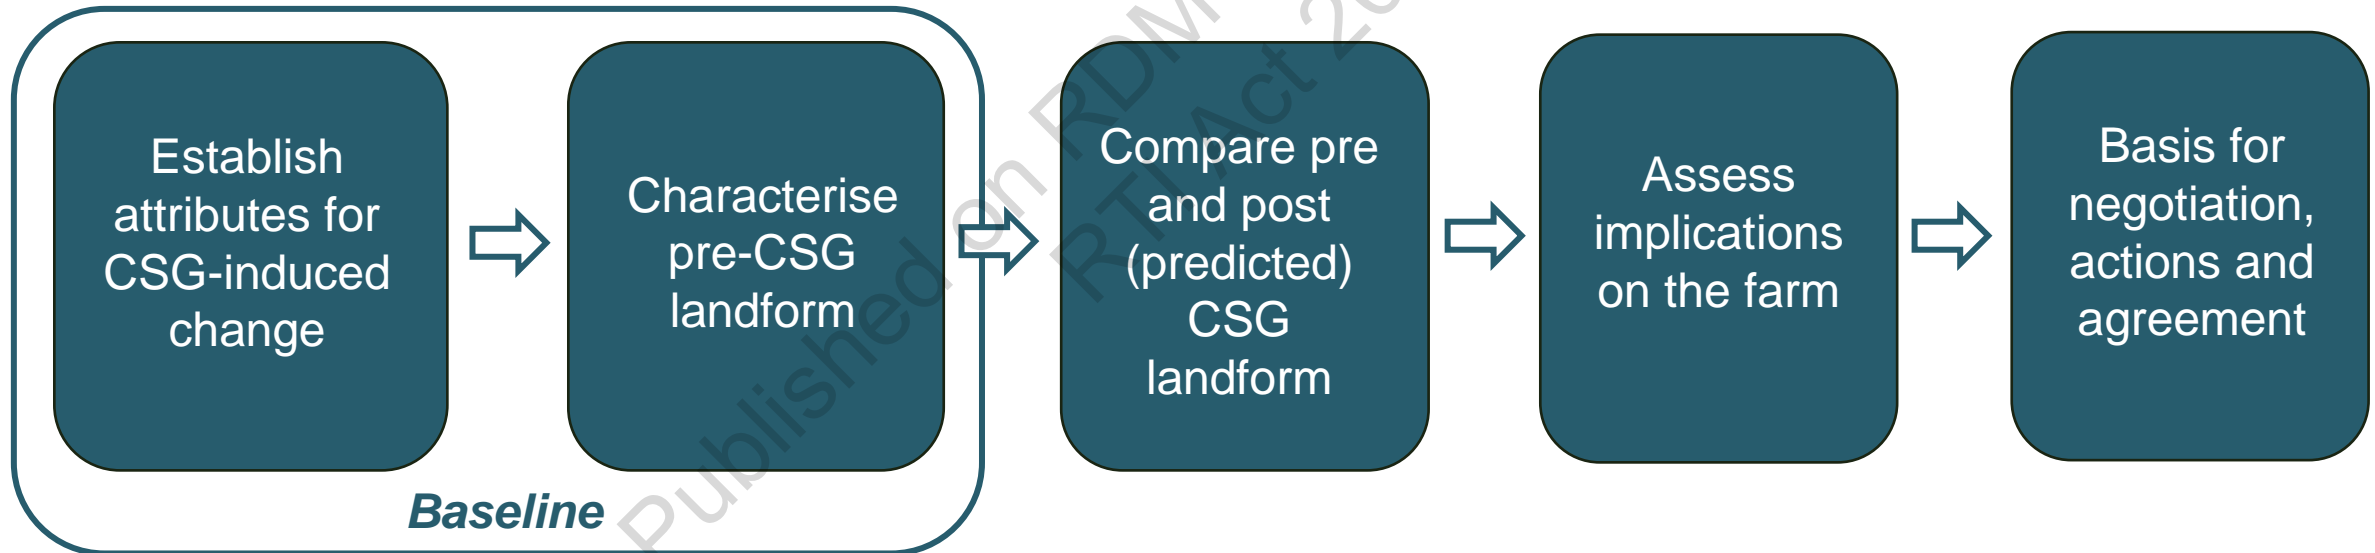 Establish
attributes for
CSG-induced
change
Characterise
pre-CSG
landform
Baseline
Compare pre
and post
(predicted)
CSG
landform
Assess
implications
on the farm
Basis for
negotiation,
actions and
agreement
Published on RDM
RTI Act 20